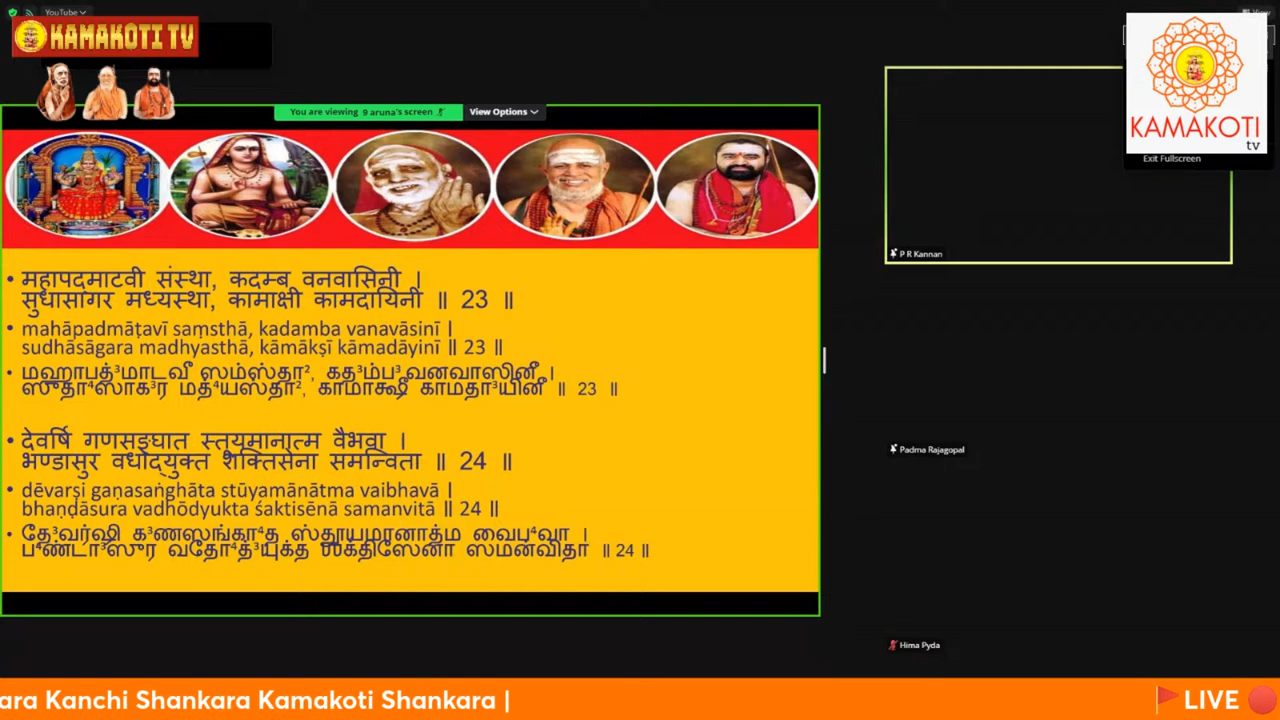 YouTube
View
KAMAKOTI TV
KAMAKOTI
tv
Exit Fullscreen
You are viewing 9 aruna's screen
View Options
• महापद्माटवी संस्था, कदम्ब वनवासिनी ।
सुधासागर मध्यस्था, कामाक्षी कामदायिनी ॥ 23 ॥
• mahāpadmāṭavī saṃsthā, kadamba vanavāsinī |
sudhāsāgara madhyasthā, kāmākṣī kāmadāyinī ǁ 23 ǁ
• மஹாபத்³மாடவீ ஸம்ஸ்தா², கத³ம்ப³ வனவாஸினீ ।
ஸுதா⁴ஸாக³ர மத்⁴யஸ்தா², காமாக்ஷீ காமதா³யினீ ॥ 23 ॥
• देवर्षि गणसङ्घात स्तूयमानात्म वैभवा ।
भण्डासुर वधोद्युक्त शक्तिसेना समन्विता ॥ 24 ॥
• dēvarṣi gaṇasaṅghāta stūyamānātma vaibhavā |
bhaṇḍāsura vadhōdyukta śaktisēnā samanvitā ǁ 24 ǁ
• தே³வர்ஷி க³ணஸங்கா⁴த ஸ்தூயமானாத்ம வைப⁴வா ।
ப⁴ண்டா³ஸுர வதோ⁴த்³யுக்த ஶக்திஸேனா ஸமன்விதா ॥ 24 ॥
P R Kannan
Padma Rajagopal
Hima Pyda
ara Kanchi Shankara Kamakoti Shankara |
LIVE